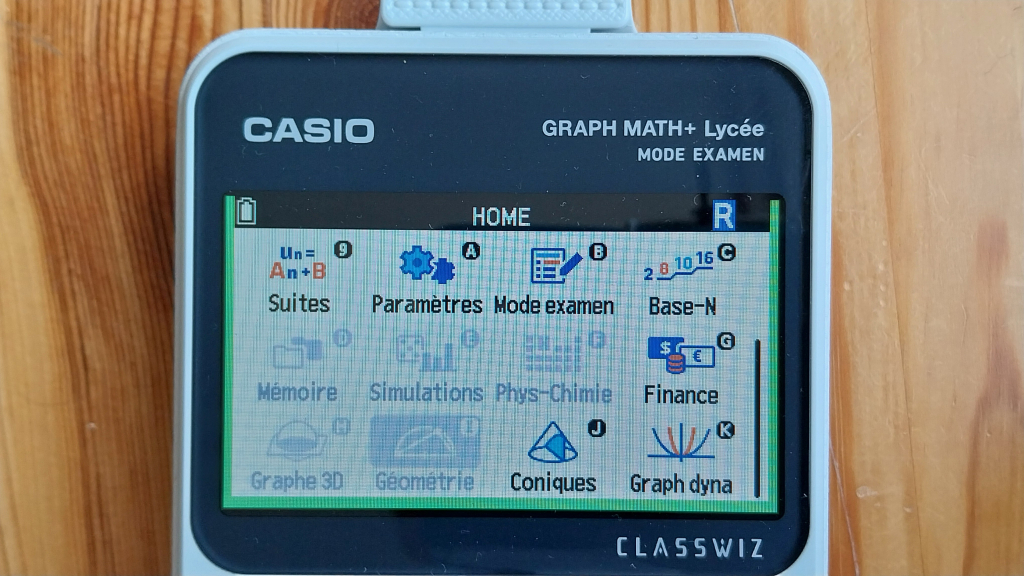 CASIO
GRAPH MATH+ Lycée
MODE EXAMEN
HOME R
Un= 9
An+B
A
B
2 8 10 16 C
Suites Paramètres Mode examen Base-N
D E F $ € G
Mémoire Simulations Phys-Chimie Finance
H I J K
Graphe 3D Géométrie Coniques Graph dyna
CLASSWIZ